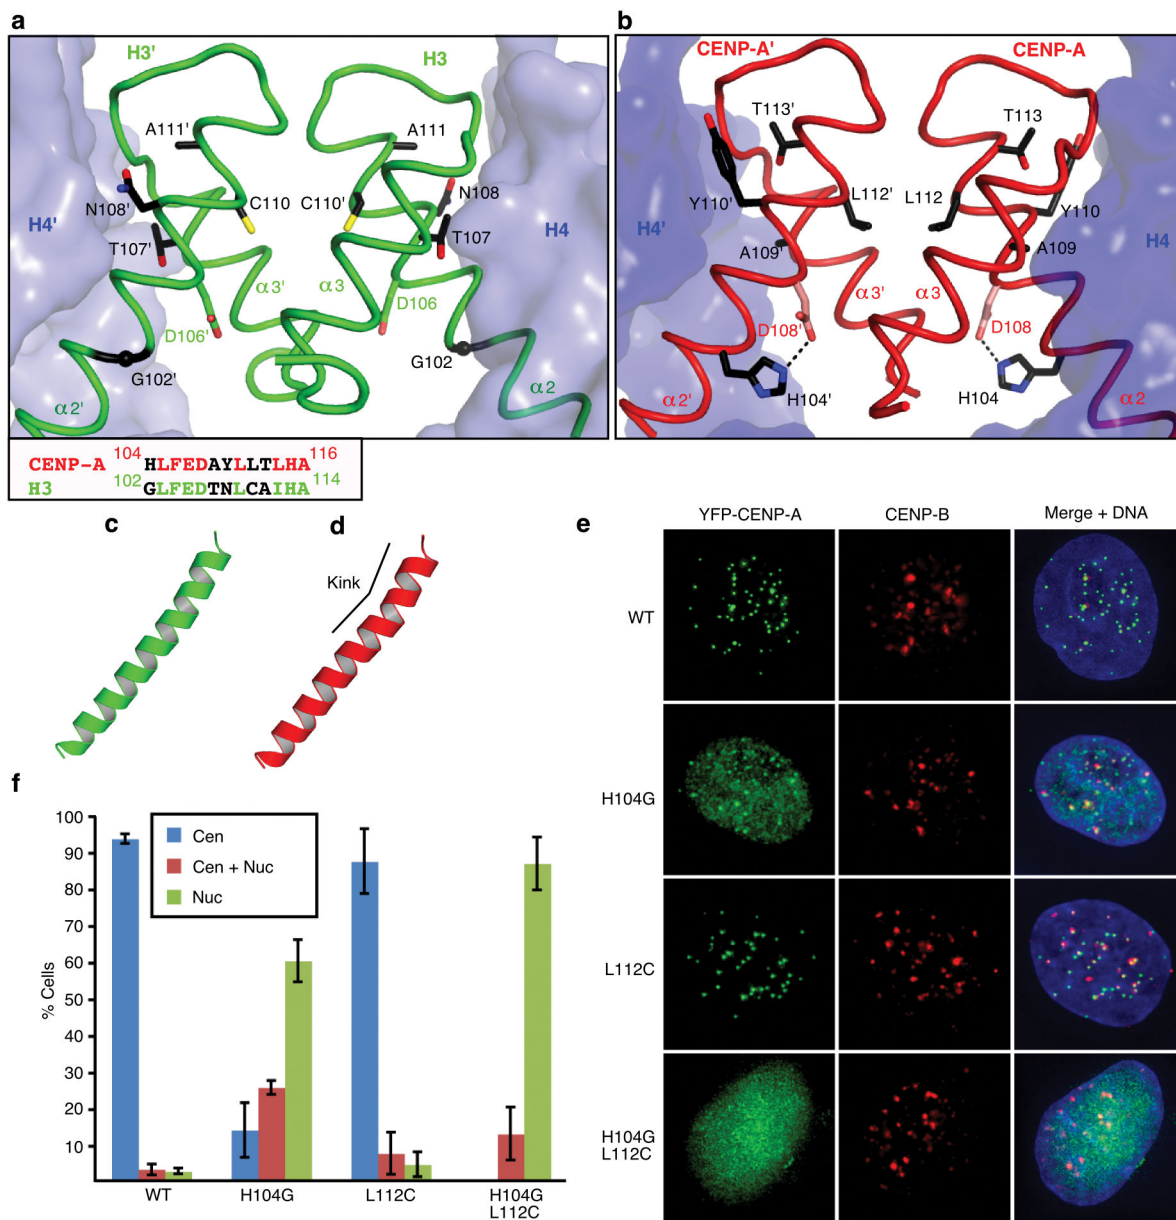 a
H3'
H3
A111'
A111
N108'
C110
C110'
N108
H4'
H4
T107'
T107
α3'
α3
D106'
D106
G102'
G102
α2'
α2
b
CENP-A'
CENP-A
T113'
T113
Y110'
L112'
L112
Y110
H4'
H4
A109'
A109
α3'
α3
D108'
D108
H104'
H104
α2'
α2
CENP-A 104 HLFEDAYLLTLHA 116
H3 102 GLFEDTNLCAIHA 114
c
d
Kink
e
YFP-CENP-A CENP-B Merge + DNA
WT
H104G
L112C
H104G
L112C
f
100
90
80
70
60
50
40
30
20
10
% Cells
Cen
Cen + Nuc
Nuc
WT H104G L112C H104G
L112C